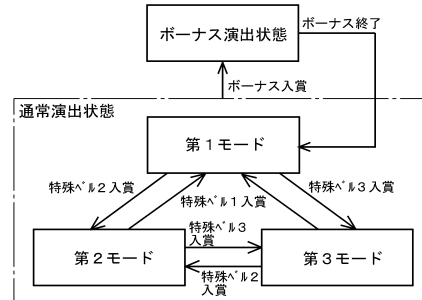 ボーナス演出状態
ボーナス終了
ボーナス入賞
通常演出状態
第１モード
特殊ﾍﾞﾙ２入賞
特殊ﾍﾞﾙ１入賞
特殊ﾍﾞﾙ３入賞
特殊ﾍﾞﾙ３
入賞
第２モード
第３モード
特殊ﾍﾞﾙ２
入賞